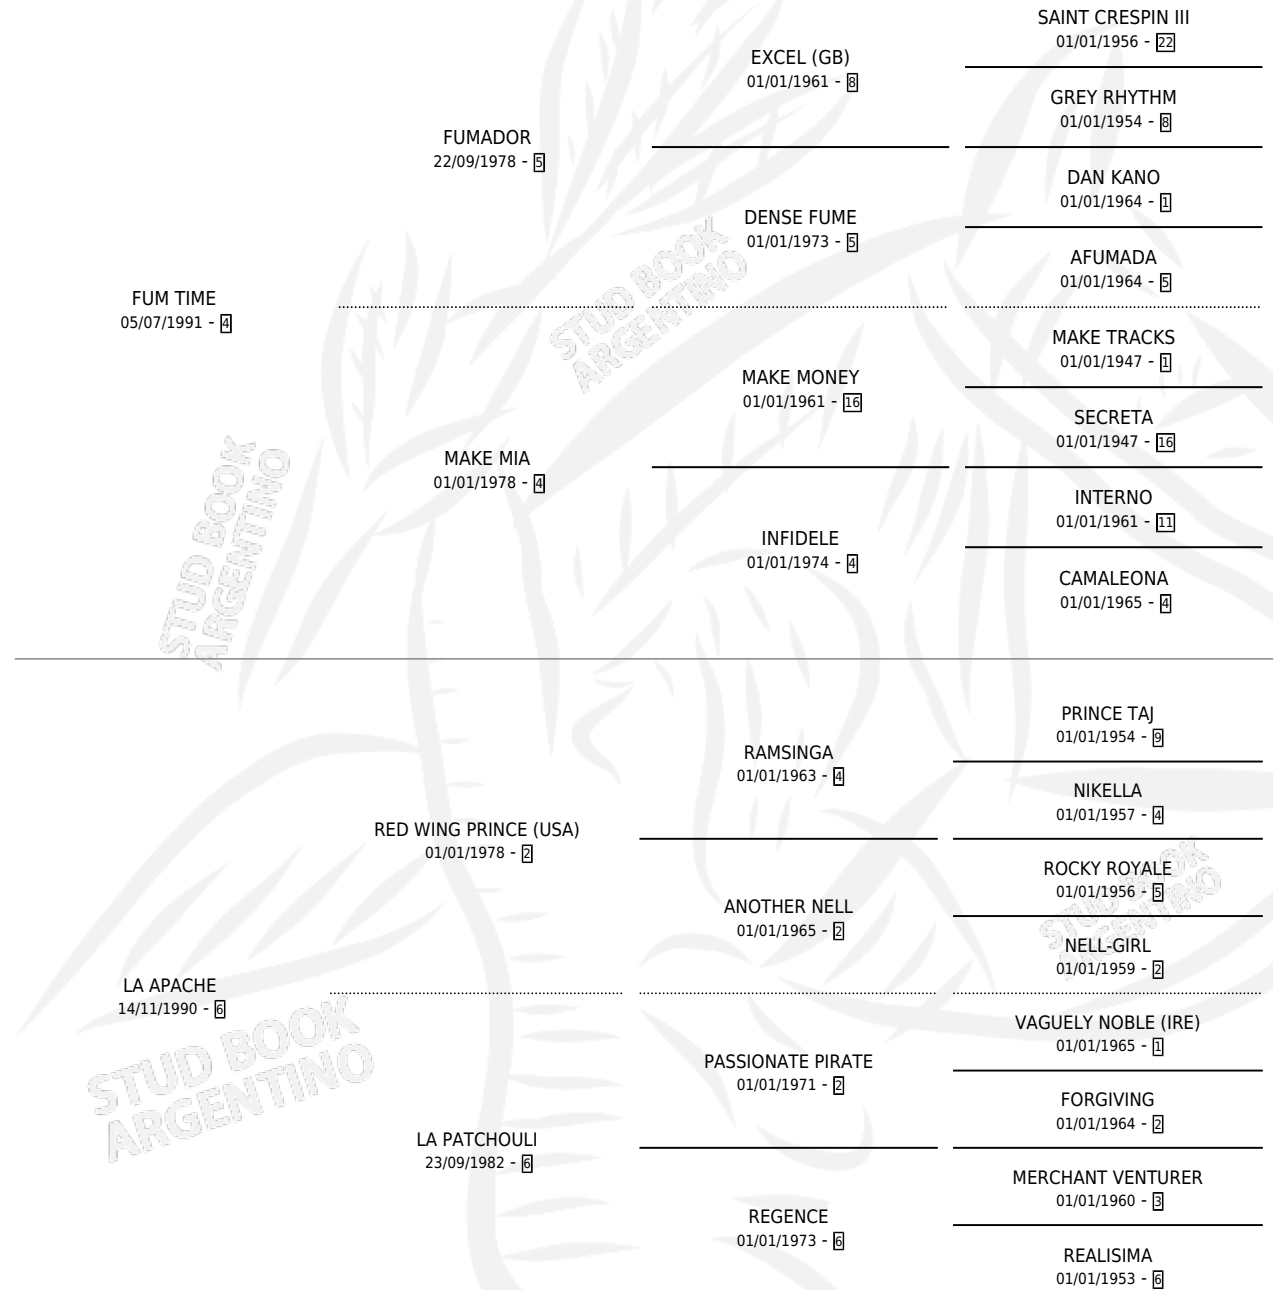 SAINT CRESPIN III
01/01/1956 - 22
EXCEL (GB)
01/01/1961 - 8
GREY RHYTHM
01/01/1954 - 8
FUMADOR
22/09/1978 - 5
DAN KANO
01/01/1964 - 1
DENSE FUME
01/01/1973 - 5
AFUMADA
01/01/1964 - 5
FUM TIME
05/07/1991 - 4
MAKE TRACKS
01/01/1947 - 1
MAKE MONEY
01/01/1961 - 16
SECRETA
01/01/1947 - 16
MAKE MIA
01/01/1978 - 4
INTERNO
01/01/1961 - 11
INFIDELE
01/01/1974 - 4
CAMALEONA
01/01/1965 - 4
STUD BOOK
ARGENTINO
STUD BOOK
ARGENTINO
PRINCE TAJ
01/01/1954 - 9
RAMSINGA
01/01/1963 - 4
NIKELLA
01/01/1957 - 4
RED WING PRINCE (USA)
01/01/1978 - 2
ROCKY ROYALE
01/01/1956 - 5
ANOTHER NELL
01/01/1965 - 2
NELL-GIRL
01/01/1959 - 2
LA APACHE
14/11/1990 - 6
VAGUELY NOBLE (IRE)
01/01/1965 - 1
PASSIONATE PIRATE
01/01/1971 - 2
FORGIVING
01/01/1964 - 2
LA PATCHOULI
23/09/1982 - 6
MERCHANT VENTURER
01/01/1960 - 3
REGENCE
01/01/1973 - 6
REALISIMA
01/01/1953 - 6
STUD BOOK
ARGENTINO
STUD BOOK
ARGENTINO